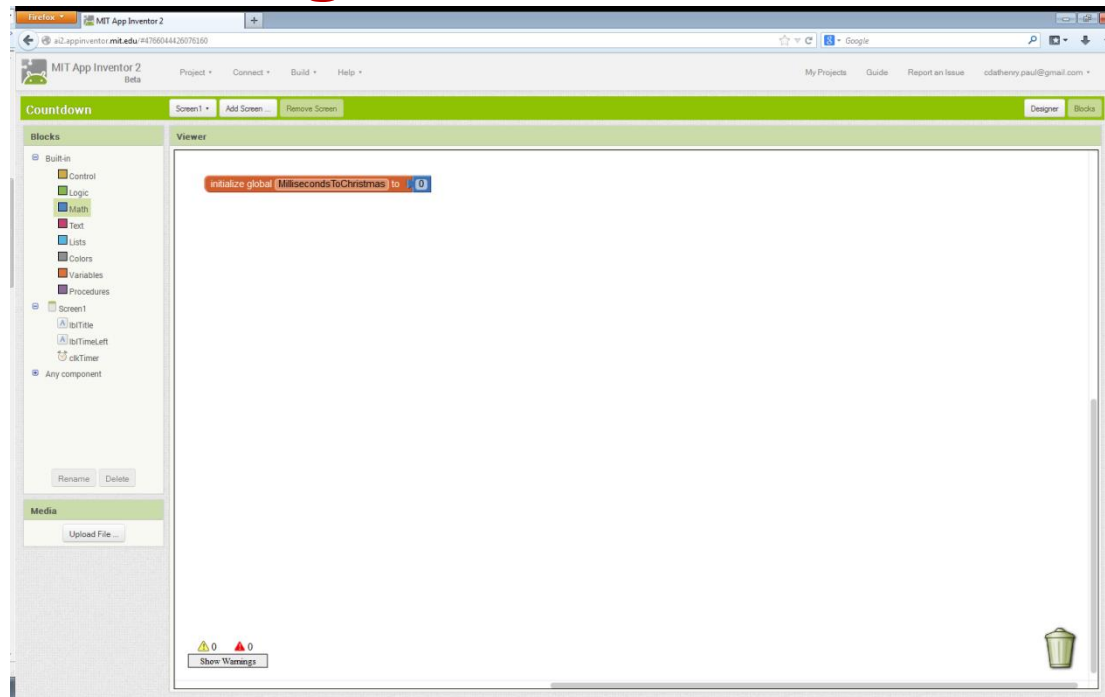 Firefox
MIT App Inventor 2
+
ai2.appinventor.mit.edu/#4766044426076160
Google
MIT App Inventor 2
Beta
Project
Connect
Build
Help
My Projects
Guide
Report an Issue
cdathenry.paul@gmail.com
Countdown
Screen1
Add Screen ...
Remove Screen
Designer
Blocks
Blocks
Viewer
Built-in
Control
Logic
Math
Text
Lists
Colors
Variables
Procedures
Screen1
lblTitle
lblTimeLeft
clkTimer
Any component
Rename
Delete
Media
Upload File ...
initialize global MillisecondsToChristmas to 0
0
0
Show Warnings